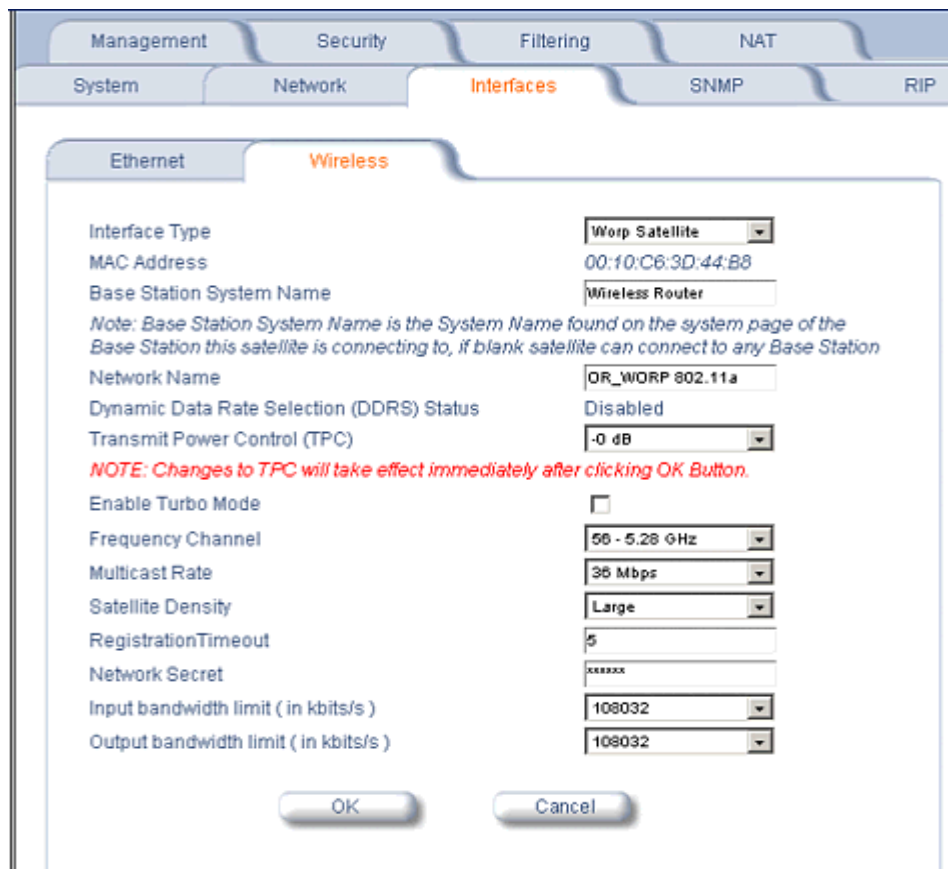 Management Security Filtering NAT
System Network Interfaces SNMP RIP
Ethernet Wireless
Interface Type Worp Satellite
MAC Address 00:10:C6:3D:44:B8
Base Station System Name Wireless Router
Note: Base Station System Name is the System Name found on the system page of the
Base Station this satellite is connecting to, if blank satellite can connect to any Base Station
Network Name OR_WORP 802.11a
Dynamic Data Rate Selection (DDRS) Status Disabled
Transmit Power Control (TPC) -0 dB
NOTE: Changes to TPC will take effect immediately after clicking OK Button.
Enable Turbo Mode
Frequency Channel 56 - 5.28 GHz
Multicast Rate 36 Mbps
Satellite Density Large
RegistrationTimeout 5
Network Secret ××××××
Input bandwidth limit ( in kbits/s ) 108032
Output bandwidth limit ( in kbits/s ) 108032
OK Cancel